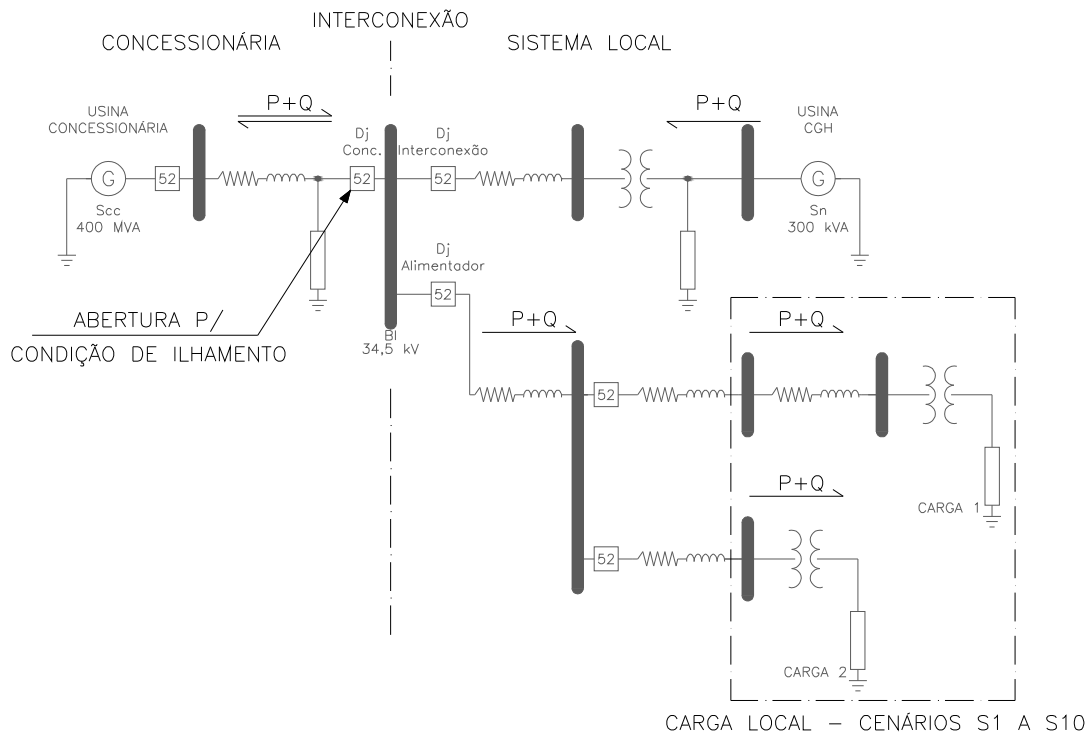 INTERCONEXÃO
CONCESSIONÁRIA
SISTEMA LOCAL
USINA
CONCESSIONÁRIA
P+Q
P+Q
USINA
CGH
Dj
Conc.
Dj
Interconexão
G
52
52
52
G
Scc
400 MVA
Sn
300 kVA
Dj
Alimentador
52
ABERTURA P/
CONDIÇÃO DE ILHAMENTO
BI
34,5 kV
P+Q
P+Q
52
P+Q
CARGA 1
52
CARGA 2
CARGA LOCAL – CENÁRIOS S1 A S10